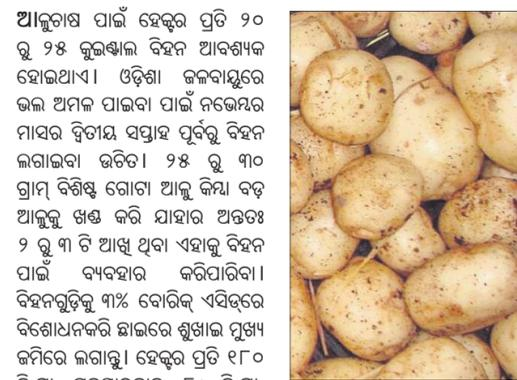 ଆଳୁଚାଷ ପାଇଁ ହେକ୍ଟର ପ୍ରତି ୨୦
ରୁ ୨୫ କୁଇଣ୍ଟାଲ ବିହନ ଆବଶ୍ୟକ
ହୋଇଥାଏ। ଓଡ଼ିଶା ଜଳବାୟୁରେ
ଭଲ ଅମଳ ପାଇବା ପାଇଁ ନଭେମ୍ବର
ମାସର ଦ୍ୱିତୀୟ ସପ୍ତାହ ପୂର୍ବରୁ ବିହନ
ଲଗାଇବା ଉଚିତ। ୨୫ ରୁ ୩୦
ଗ୍ରାମ୍ ବିଶିଷ୍ଟ ଗୋଟା ଆଳୁ କିମ୍ବା ବଡ଼
ଆଳୁକୁ ଖଣ୍ଡ କରି ଯାହାର ଅନ୍ତତଃ
୨ ରୁ ୩ ଟି ଆଖି ଥିବା ଏହାକୁ ବିହନ
ପାଇଁ ବ୍ୟବହାର କରିପାରିବା।
ବିହନଗୁଡ଼ିକୁ ୩% ବୋରିକ୍ ଏସିଡ୍‌ରେ
ବିଶୋଧନକରି ଛାଇରେ ଶୁଖାଇ ମୁଖ୍ୟ
ଜମିରେ ଲଗାନ୍ତୁ। ହେକ୍ଟର ପ୍ରତି ୧୮୦